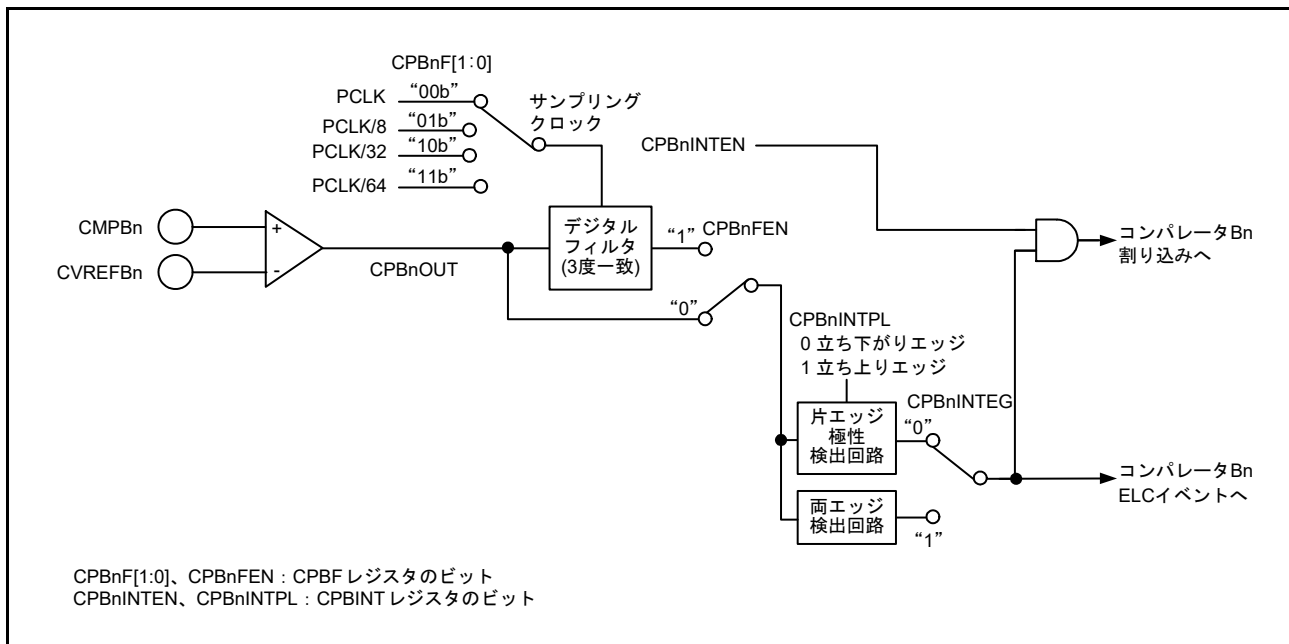 CPBnF[1:0]
PCLK
“00b”
サンプリング
クロック
PCLK/8
“01b”
PCLK/32
“10b”
PCLK/64
“11b”
CPBnINTEN
CMPBn
+
CVREFBn
-
CPBnOUT
デジタル
フィルタ
(3度一致)
“1”
CPBnFEN
“0”
コンパレータBn
割り込みへ
CPBnINTPL
0 立ち下がりエッジ
1 立ち上りエッジ
片エッジ
極性
検出回路
CPBnINTEG
“0”
コンパレータBn
ELCイベントへ
両エッジ
検出回路
“1”
CPBnF[1:0]、CPBnFEN : CPBF レジスタのビット
CPBnINTEN、CPBnINTPL : CPBINT レジスタのビット